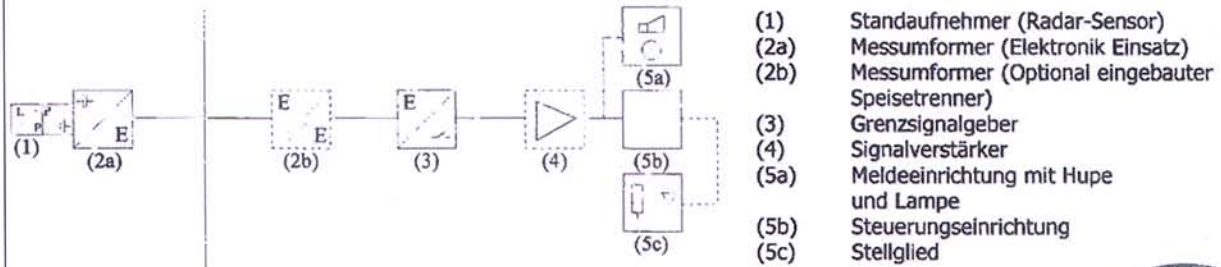 (1) Standaufnehmer (Radar-Sensor)
(2a) Messumformer (Elektronik Einsatz)
(2b) Messumformer (Optional eingebauter
Speisetrenner)
(3) Grenzsignalgeber
(4) Signalverstärker
(5a) Meldeeinrichtung mit Hupe
und Lampe
(5b) Steuerungseinrichtung
(5c) Stellglied
(5a)
L P
E
E
E
E
(1)
(2a)
(2b)
(3)
(4)
(5b)
(5c)